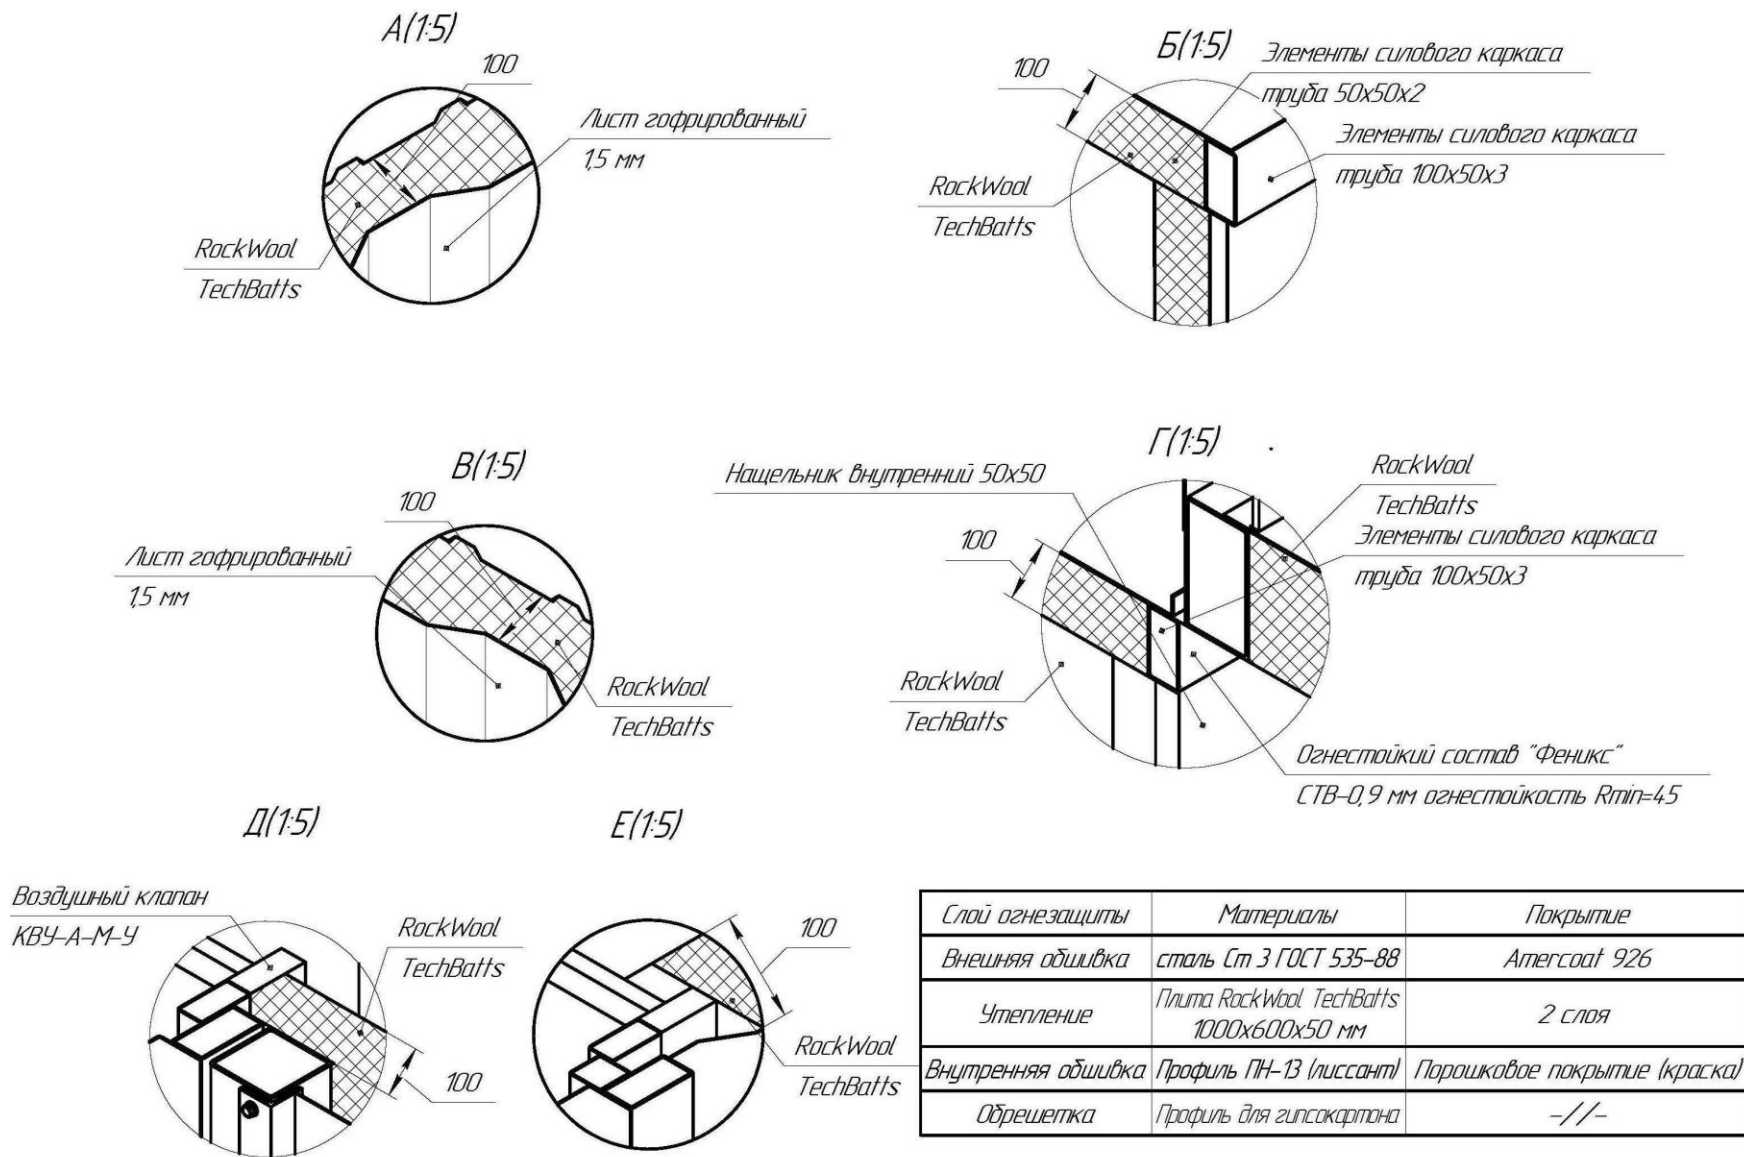 А(1:5)
100
Лист гофрированный
1,5 мм
RockWool
TechBatts
Б(1:5)
100
Элементы силового каркаса
труба 50х50х2
Элементы силового каркаса
труба 100х50х3
RockWool
TechBatts
В(1:5)
100
Лист гофрированный
1,5 мм
RockWool
TechBatts
Г(1:5)
Нащельник внутренний 50х50
RockWool
TechBatts
100
Элементы силового каркаса
труба 100х50х3
RockWool
TechBatts
Огнестойкий состав "Феникс"
СТВ-0,9 мм огнестойкость Rmin=45
Д(1:5)
Воздушный клапан
КВУ-А-М-У
RockWool
TechBatts
100
Е(1:5)
100
RockWool
TechBatts
Слой огнезащиты Материалы Покрытие
Внешняя обшивка сталь Ст 3 ГОСТ 535-88 Amercoat 926
Утепление Плита RockWool TechBatts 2 слоя
1000х600х50 мм
Внутренняя обшивка Профиль ПН-13 (лиссант) Порошковое покрытие (краска)
Обрешетка Профиль для гипсокартона -//-